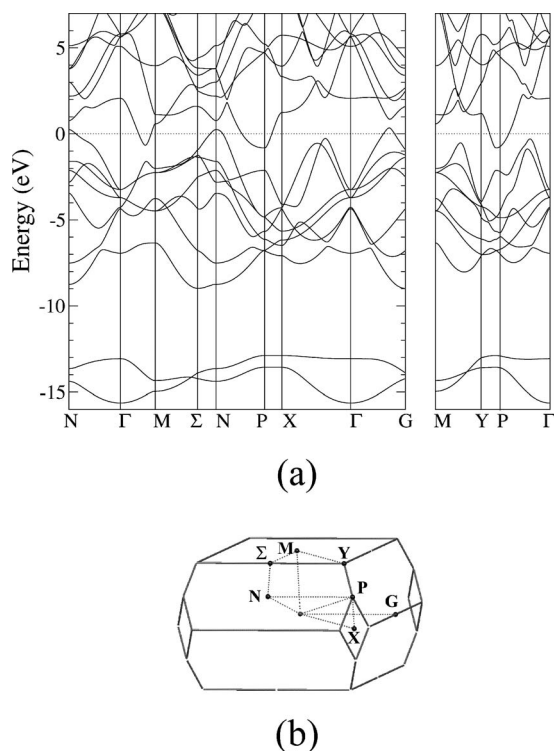 5
0
-5
-10
-15
Energy (eV)
N Γ M Σ N P X Γ G
M Y P Γ
(a)
Σ M Y
N P G
X
(b)